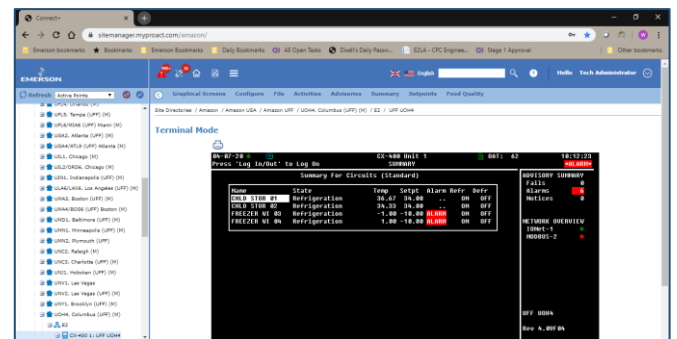 Connect+
sitemanager.myproact.com/amazon/
Emerson bookmarks Bookmarks Emerson Bookmarks Daily Bookmarks AE Open Tasks Divell's Daily Passw... E2LA - CPC Enginee... Stage 1 Approval Other bookmarks
EMERSON
English
Hello Tech Administrator
Refresh Active Points
Graphical Screens Configure File Activities Advisories Summary Setpoints Food Quality
Site Directories / Amazon / Amazon USA / Amazon UFF / UOH4, Columbus (UFF) (M) / E2 / UFF UOH4
Terminal Mode
UFL4, Orlando (M)
UFL5, Tampa (UFF) (M)
UFL6/MIA6 (UFF) Miami (M)
UGA2, Atlanta (UFF) (M)
UGA4/ATL9 (UFF) Atlanta (M)
UIL1, Chicago (M)
UIL2/ORD6, Chicago (M)
UIN1, Indianapolis (UFF) (M)
ULA6/LAX6, Los Angeles (UFF) (M)
UMA3, Boston (UFF) (M)
UMA4/BOS6 (UFF) Boston (M)
UMD1, Baltimore (UFF) (M)
UMN1, Minneapolis (UFF) (M)
UMN2, Plymouth (UFF)
UNC2, Raleigh (UFF) (M)
UNC3, Charlotte (UFF) (M)
UNJ1, Hoboken (UFF) (M)
UNV1, Las Vegas
UNV2, Las Vegas (UFF) (M)
UNY1, Brooklyn (UFF) (M)
UOH4, Columbus (UFF) (M)
E2
CX-400 1: UFF UOH4
04-07-20 CX-400 Unit 1 OAT: 62 10:12:23
Press 'Log In/Out' to Log On SUMMARY *ALARM*
Summary For Circuits (Standard)
Name State Temp Setpt Alarm Refr Defr
CHLD STOR 01 Refrigeration 36.67 34.00 .. ON OFF
CHLD STOR 02 Refrigeration 34.33 34.00 .. ON OFF
FREEZER WI 03 Refrigeration -1.00 -10.00 ALARM ON OFF
FREEZER WI 04 Refrigeration 1.00 -10.00 ALARM ON OFF
ADVISORY SUMMARY
Fails 0
Alarms 6
Notices 0
NETWORK OVERVIEW
IONet-1
MODBUS-2
UFF UOH4
Rev 4.09F04